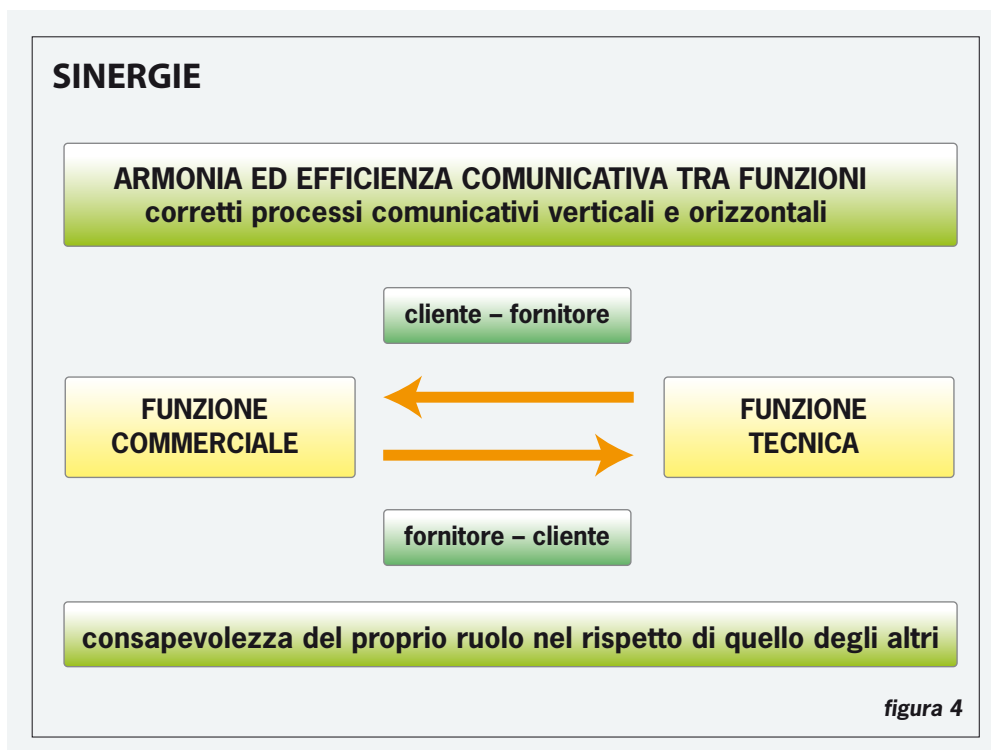 SINERGIE
ARMONIA ED EFFICIENZA COMUNICATIVA TRA FUNZIONI
corretti processi comunicativi verticali e orizzontali
cliente – fornitore
FUNZIONE
COMMERCIALE
FUNZIONE
TECNICA
fornitore – cliente
consapevolezza del proprio ruolo nel rispetto di quello degli altri
figura 4